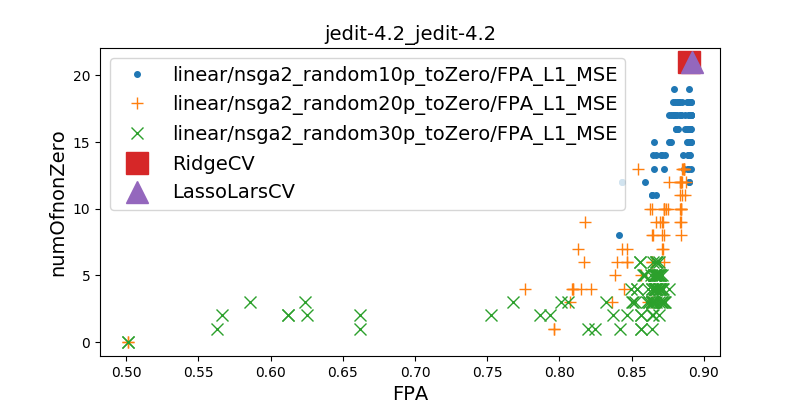 jedit-4.2_jedit-4.2
linear/nsga2_random10p_toZero/FPA_L1_MSE
linear/nsga2_random20p_toZero/FPA_L1_MSE
linear/nsga2_random30p_toZero/FPA_L1_MSE
RidgeCV
LassoLarsCV
numOfnonZero
20
15
10
5
0
0.50 0.55 0.60 0.65 0.70 0.75 0.80 0.85 0.90
FPA